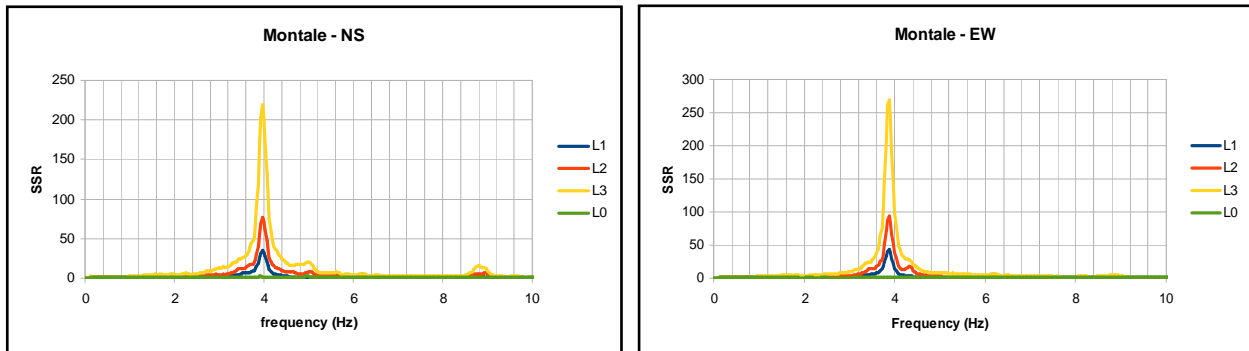 Montale - NS
250
200
150
100
50
0
SSR
0 2 4 6 8 10
frequency (Hz)
L1
L2
L3
L0
Montale - EW
300
250
200
150
100
50
0
SSR
0 2 4 6 8 10
Frequency (Hz)
L1
L2
L3
L0